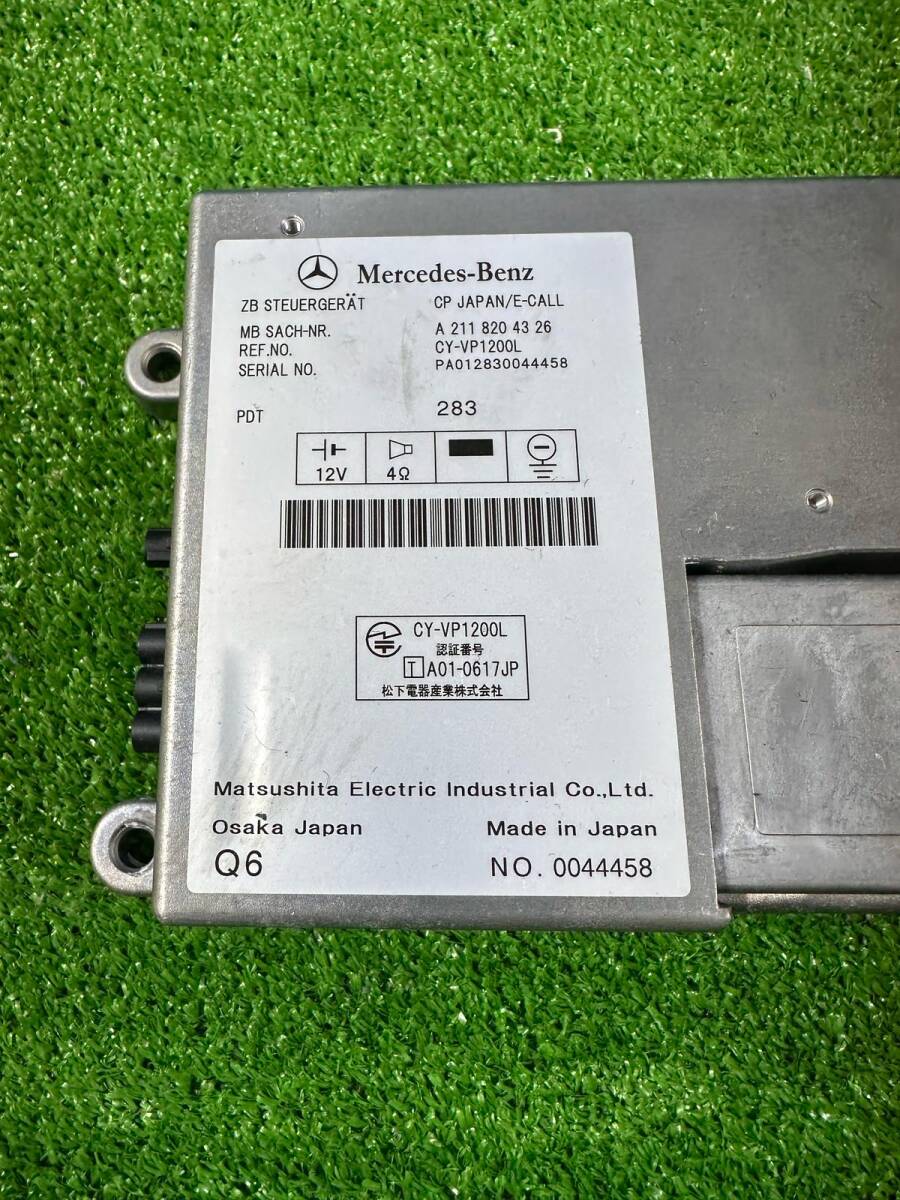 Mercedes-Benz
ZB STEUERGERÄT CP JAPAN/E-CALL
MB SACH-NR. A 211 820 43 26
REF.NO. CY-VP1200L
SERIAL NO. PA012830044458
PDT 283
12V 4Ω
CY-VP1200L
認証番号
T A01-0617JP
松下電器産業株式会社
Matsushita Electric Industrial Co.,Ltd.
Osaka Japan Made in Japan
Q6 NO. 0044458